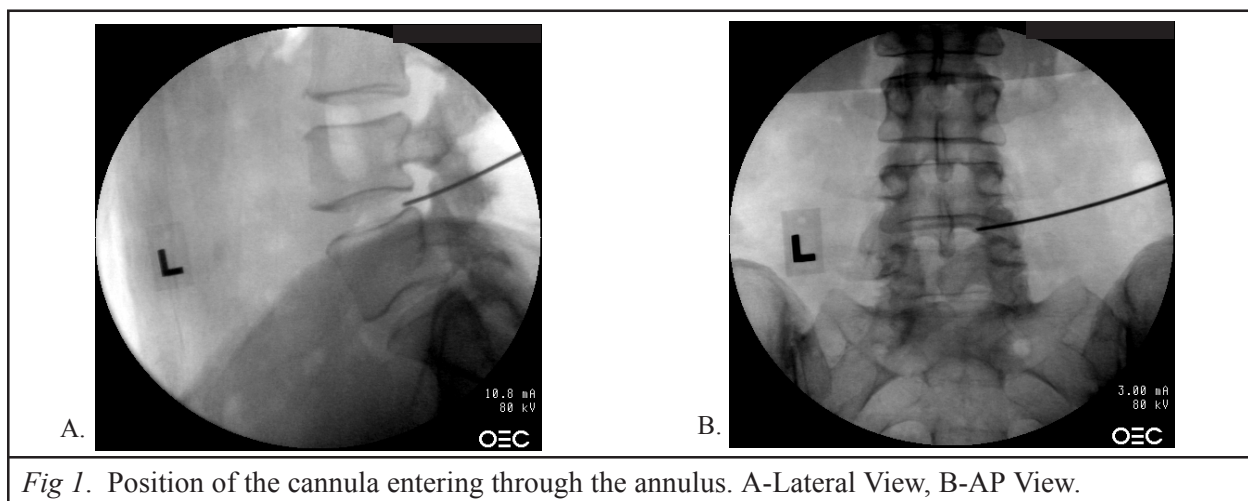 L
10.8 mA
80 kV
OEC
A.
L
3.00 mA
80 kV
OEC
B.
Fig 1. Position of the cannula entering through the annulus. A-Lateral View, B-AP View.